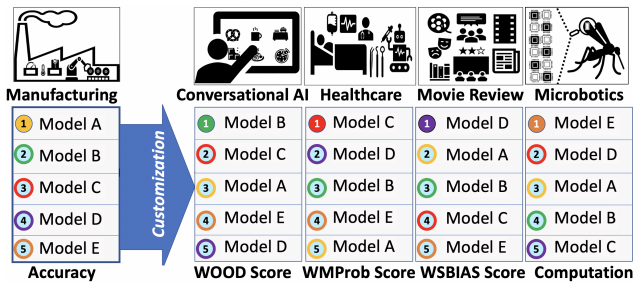 Manufacturing Conversational AI Healthcare Movie Review Microbotics
1 Model A 1 Model B 1 Model C 1 Model D 1 Model E
2 Model B 2 Model C 2 Model D 2 Model A 2 Model D
3 Model C 3 Model A 3 Model B 3 Model B 3 Model A
4 Model D 4 Model E 4 Model E 4 Model C 4 Model B
5 Model E 5 Model D 5 Model A 5 Model E 5 Model C
Customization
Accuracy WOOD Score WMProb Score WSBIAS Score Computation